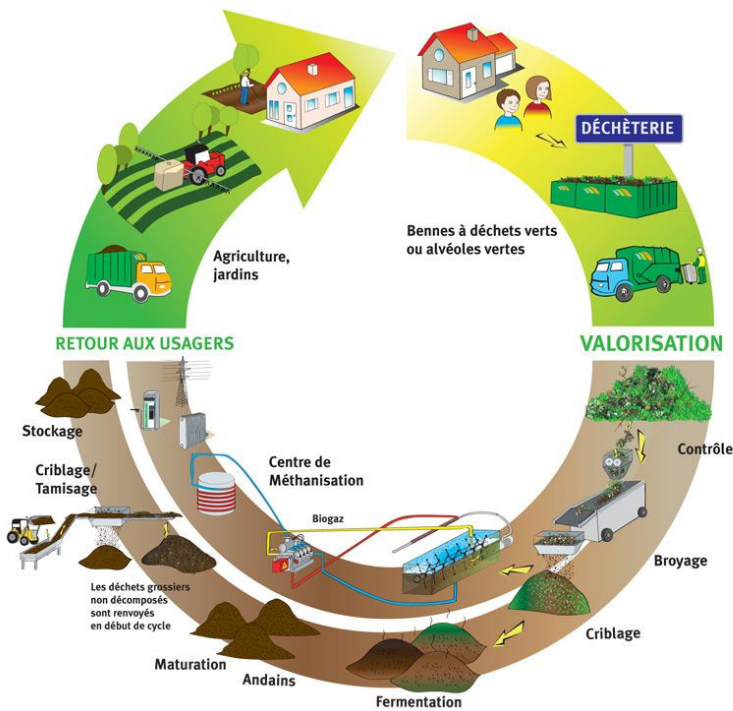 DÉCHÈTERIE
Bennes à déchets verts
ou alvéoles vertes
Agriculture,
jardins
RETOUR AUX USAGERS
VALORISATION
Stockage
Contrôle
Criblage/
Tamisage
Centre de
Méthanisation
Biogaz
Broyage
Les déchets grossiers
non décomposés
sont renvoyés
en début de cycle
Criblage
Maturation
Andains
Fermentation